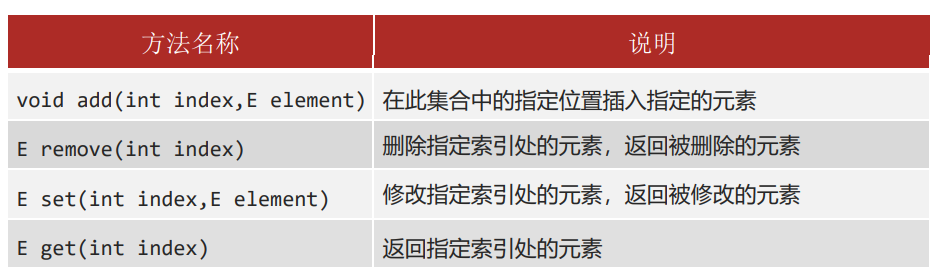 方法名称 说明
void add(int index,E element) 在此集合中的指定位置插入指定的元素
E remove(int index) 删除指定索引处的元素，返回被删除的元素
E set(int index,E element) 修改指定索引处的元素，返回被修改的元素
E get(int index) 返回指定索引处的元素